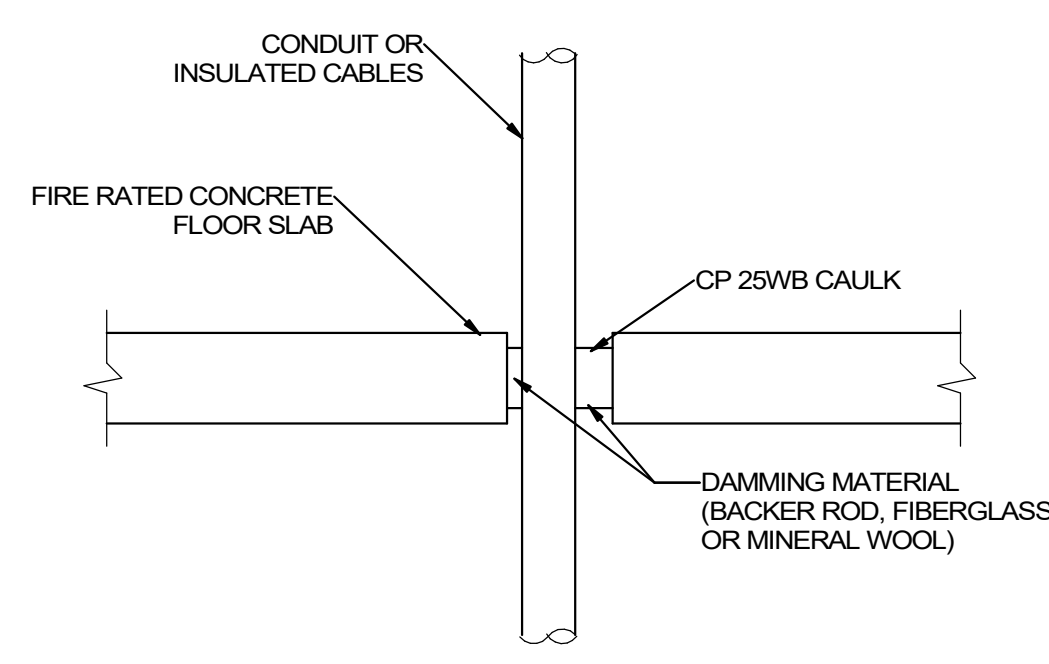 CONDUIT OR
INSULATED CABLES
FIRE RATED CONCRETE
FLOOR SLAB
CP 25WB CAULK
DAMMING MATERIAL
(BACKER ROD, FIBERGLASS
OR MINERAL WOOL)